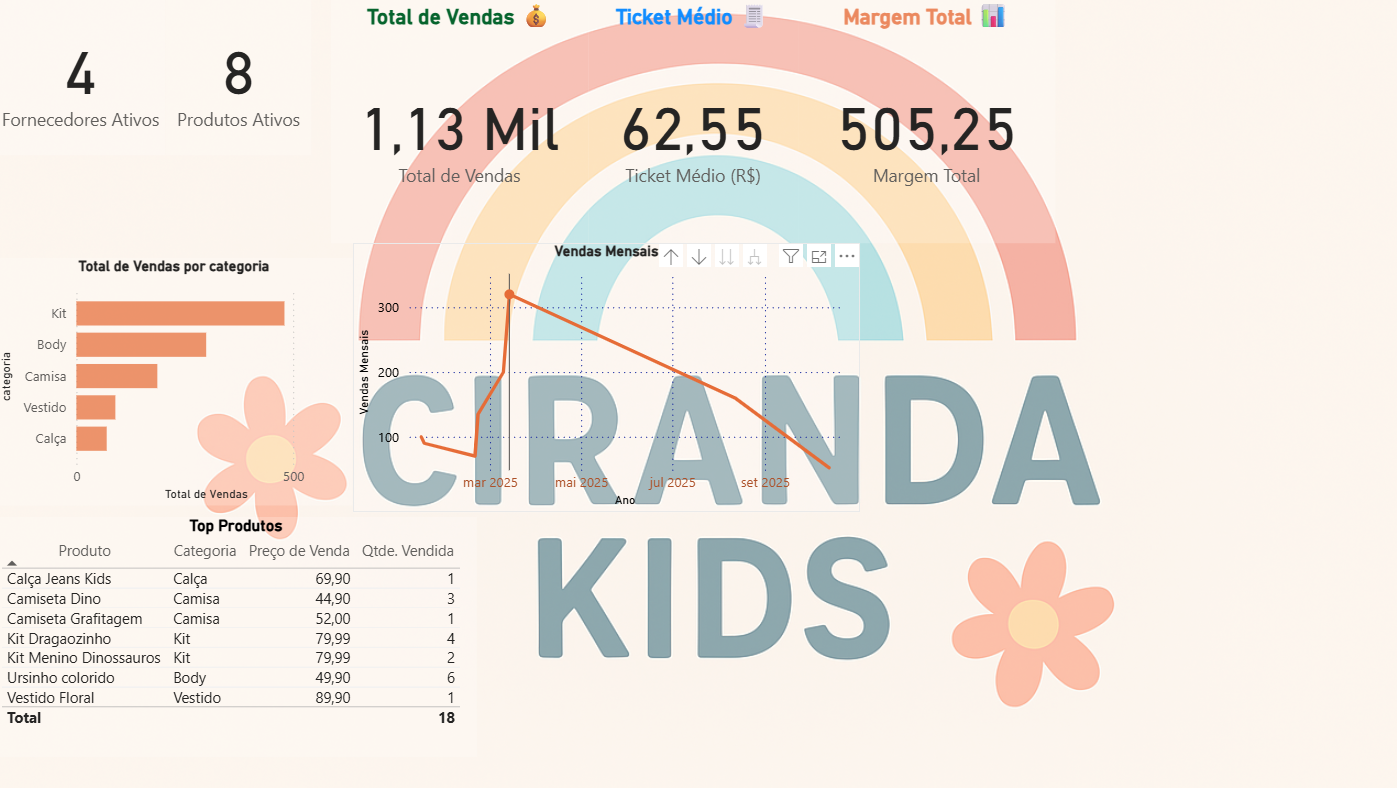 Total de Vendas 💰
Ticket Médio 🧾
Margem Total 📊
4
Fornecedores Ativos
8
Produtos Ativos
1,13 Mil
Total de Vendas
62,55
Ticket Médio (R$)
505,25
Margem Total
Total de Vendas por categoria
categoria
Kit
Body
Camisa
Vestido
Calça
0
500
Total de Vendas
Vendas Mensais
Vendas Mensais
300
200
100
mar 2025
mai 2025
jul 2025
set 2025
Ano
CIRANDA
KIDS
Top Produtos
Produto Categoria Preço de Venda Qtde. Vendida
Calça Jeans Kids Calça 69,90 1
Camiseta Dino Camisa 44,90 3
Camiseta Grafitagem Camisa 52,00 1
Kit Dragaozinho Kit 79,99 4
Kit Menino Dinossauros Kit 79,99 2
Ursinho colorido Body 49,90 6
Vestido Floral Vestido 89,90 1
Total 18